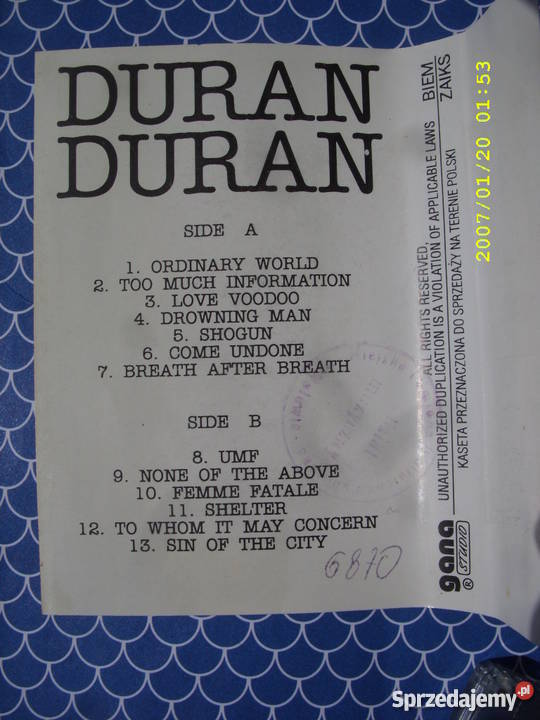 DURAN
DURAN
SIDE A
1. ORDINARY WORLD
2. TOO MUCH INFORMATION
3. LOVE VOODOO
4. DROWNING MAN
5. SHOGUN
6. COME UNDONE
7. BREATH AFTER BREATH
SIDE B
8. UMF
9. NONE OF THE ABOVE
10. FEMME FATALE
11. SHELTER
12. TO WHOM IT MAY CONCERN
13. SIN OF THE CITY
6870
gana
® STUDIO
ALL RIGHTS RESERVED,
UNAUTHORIZED DUPLICATION IS A VIOLATION OF APPLICABLE LAWS
KASETA PRZEZNACZONA DO SPRZEDAŻY NA TERENIE POLSKI
BIEM
ZAIKS
2007/01/20 01:53
Sprzedajemy.pl